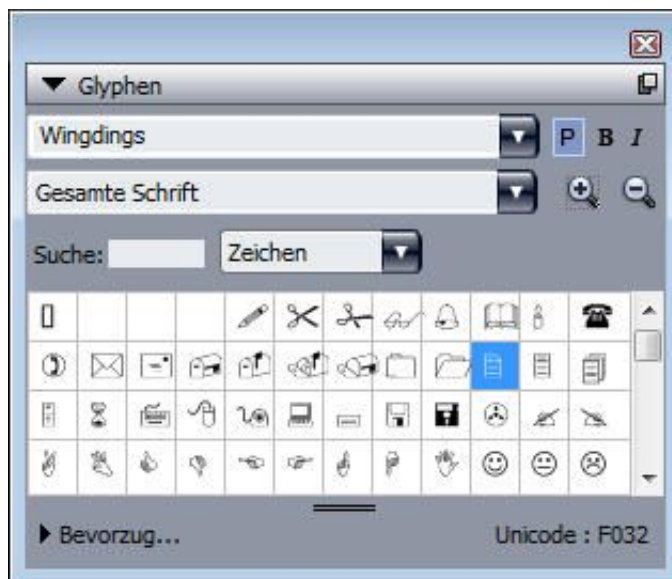 Glyphen
Wingdings P B I
Gesamte Schrift
Suche: Zeichen
Bevorzug... Unicode : F032